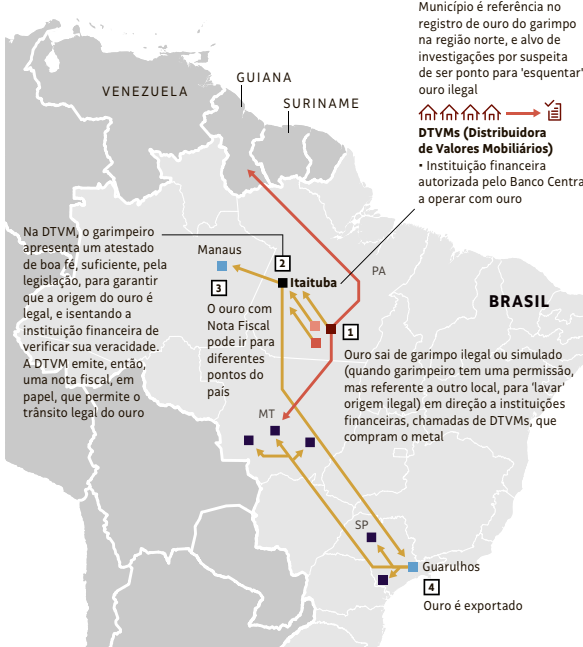 Município é referência no
registro de ouro do garimpo
na região norte, e alvo de
investigações por suspeita
de ser ponto para 'esquentar'
ouro ilegal
DTVMs (Distribuidora
de Valores Mobiliários)
• Instituição financeira
autorizada pelo Banco Centra
a operar com ouro
VENEZUELA
GUIANA
SURINAME
Na DTVM, o garimpeiro
apresenta um atestado
de boa fé, suficiente, pela
legislação, para garantir
que a origem do ouro é
legal, e isentando a
instituição financeira de
verificar sua veracidade.
A DTVM emite, então,
uma nota fiscal, em
papel, que permite o
trânsito legal do ouro
Manaus
3
O ouro com
Nota Fiscal
pode ir para
diferentes
pontos do
país
2
Itaituba
PA
BRASIL
1
Ouro sai de garimpo ilegal ou simulado
(quando garimpeiro tem uma permissão,
mas referente a outro local, para 'lavar'
origem ilegal) em direção a instituições
financeiras, chamadas de DTVMs, que
compram o metal
MT
SP
Guarulhos
4
Ouro é exportado